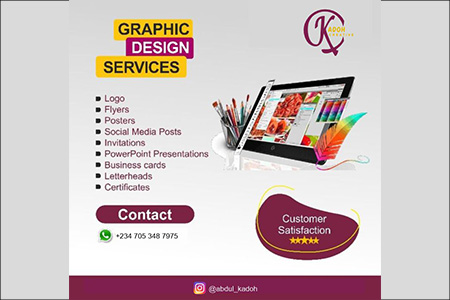 GRAPHIC
DESIGN
SERVICES
KADOH
Logo
Flyers
Posters
Social Media Posts
Invitations
PowerPoint Presentations
Business cards
Letterheads
Certificates
Contact
+234 705 348 7975
Customer
Satisfaction
@abdul_kadoh